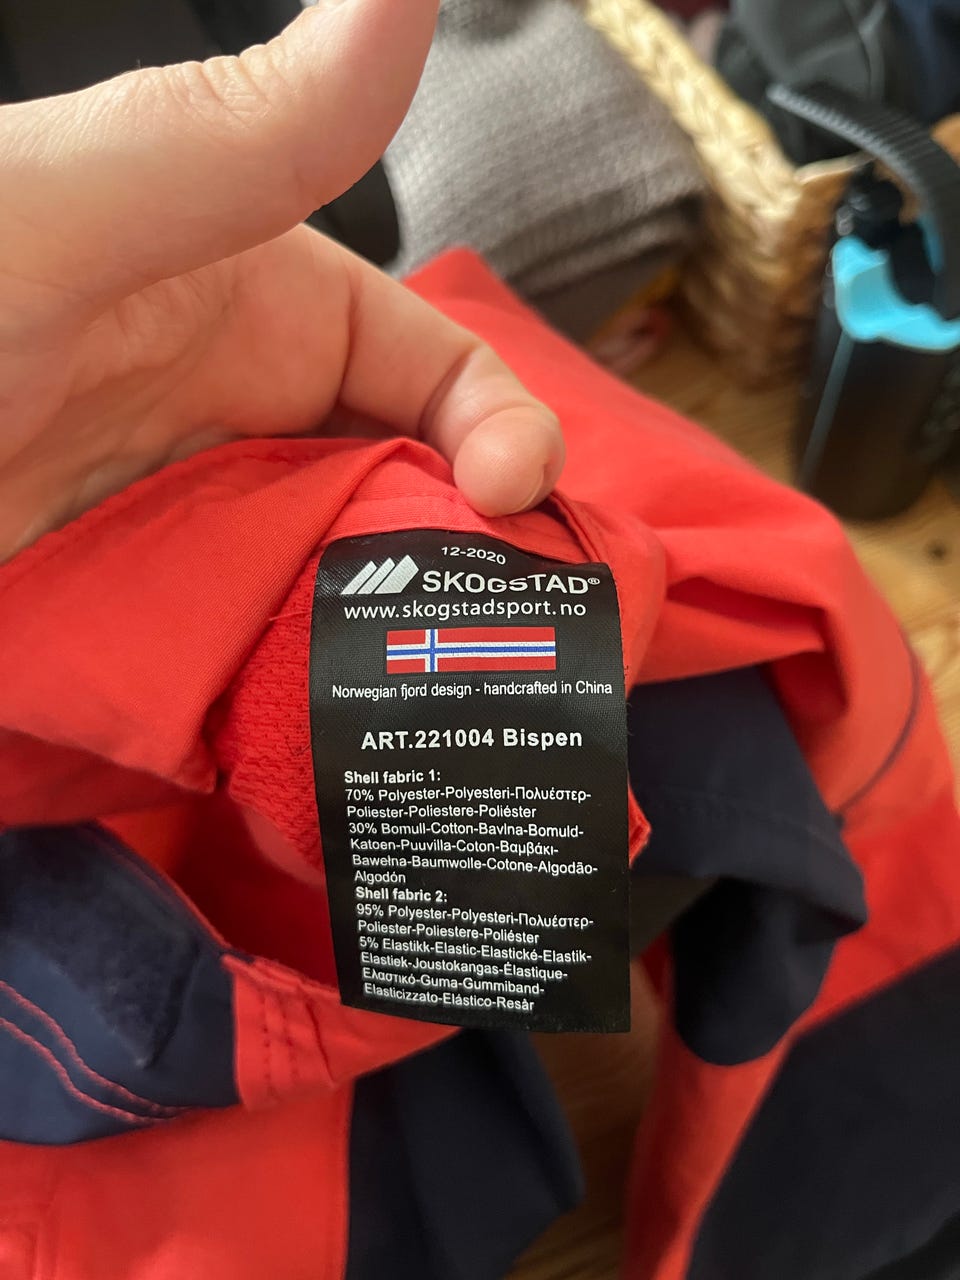 12-2020
SKOGSTAD®
www.skogstadsport.no
Norwegian fjord design - handcrafted in China
ART.221004 Bispen
Shell fabric 1:
70% Polyester-Polyesteri-Πολυέστερ-
Poliester-Poliestere-Poliéster
30% Bomull-Cotton-Bavlna-Bomuld-
Katoen-Puuvilla-Coton-Βαμβάκι-
Bawełna-Baumwolle-Cotone-Algodão-
Algodón
Shell fabric 2:
95% Polyester-Polyesteri-Πολυέστερ-
Poliester-Poliestere-Poliéster
5% Elastikk-Elastic-Elastické-Elastik-
Elastiek-Joustokangas-Élastique-
Ελαστικό-Guma-Gummiband-
Elasticizzato-Elástico-Resår